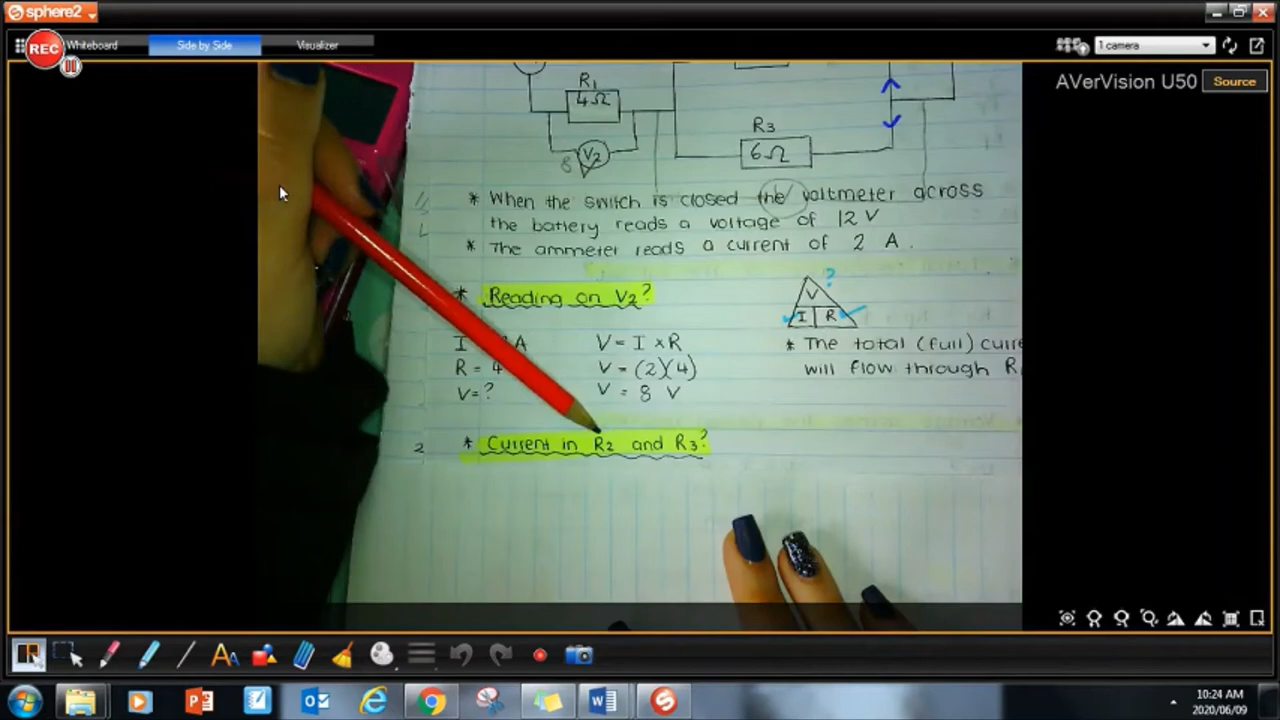 sphere2
REC
Whiteboard
Side by Side
Visualizer
1 camera
AVerVision U50
Source
R1
4Ω
V2
8
R3
6Ω
* When the switch is closed the voltmeter across
the battery reads a voltage of 12 V
* The ammeter reads a current of 2 A.
* Reading on V2?
?
V
I R
I A
V = I × R
* The total (full)
R = 4
V = (2)(4)
will flow through
V = ?
V = 8 V
2 * Current in R2 and R3?
10:24 AM
2020/06/09